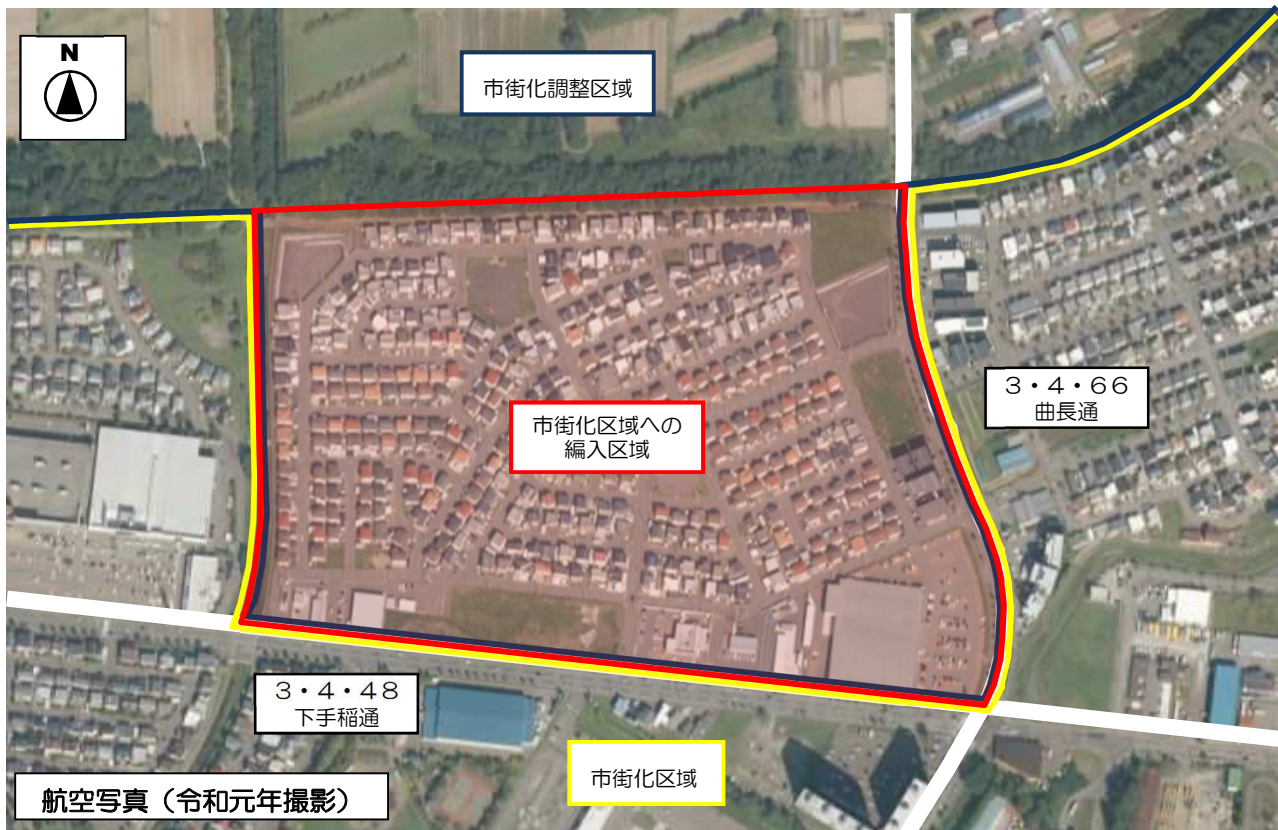 N
市街化調整区域
3・4・66
曲長通
市街化区域への
編入区域
3・4・48
下手稲通
市街化区域
航空写真(令和元年撮影)